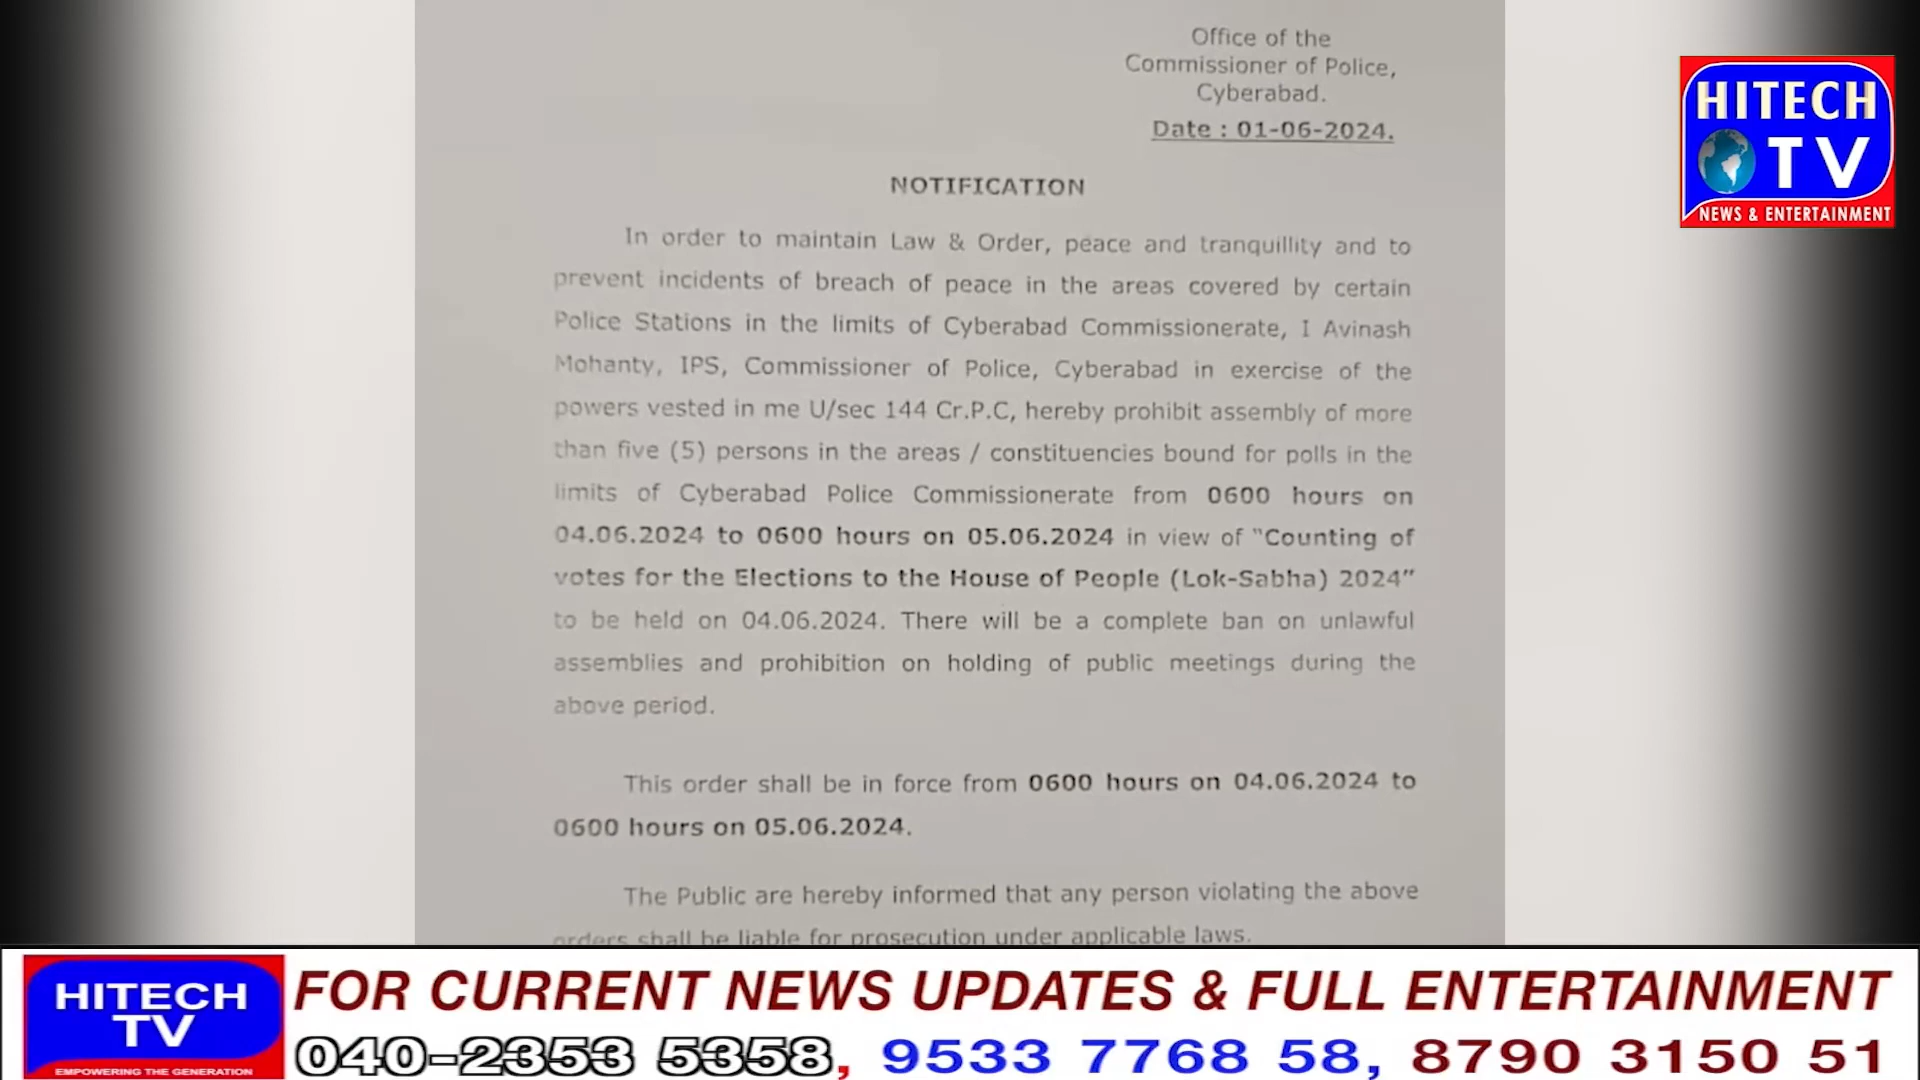 Office of the
Commissioner of Police,
Cyberabad.
Date : 01-06-2024.
NOTIFICATION
In order to maintain Law & Order, peace and tranquillity and to
prevent incidents of breach of peace in the areas covered by certain
Police Stations in the limits of Cyberabad Commissionerate, I Avinash
Mohanty, IPS, Commissioner of Police, Cyberabad in exercise of the
powers vested in me U/sec 144 Cr.P.C, hereby prohibit assembly of more
than five (5) persons in the areas / constituencies bound for polls in the
limits of Cyberabad Police Commissionerate from 0600 hours on
04.06.2024 to 0600 hours on 05.06.2024 in view of "Counting of
votes for the Elections to the House of People (Lok-Sabha) 2024"
to be held on 04.06.2024. There will be a complete ban on unlawful
assemblies and prohibition on holding of public meetings during the
above period.
This order shall be in force from 0600 hours on 04.06.2024 to
0600 hours on 05.06.2024.
The Public are hereby informed that any person violating the above
orders shall be liable for prosecution under applicable laws.
HITECH
TV
NEWS & ENTERTAINMENT
HITECH
TV
EMPOWERING THE GENERATION
FOR CURRENT NEWS UPDATES & FULL ENTERTAINMENT
040-2353 5358, 9533 7768 58, 8790 3150 51